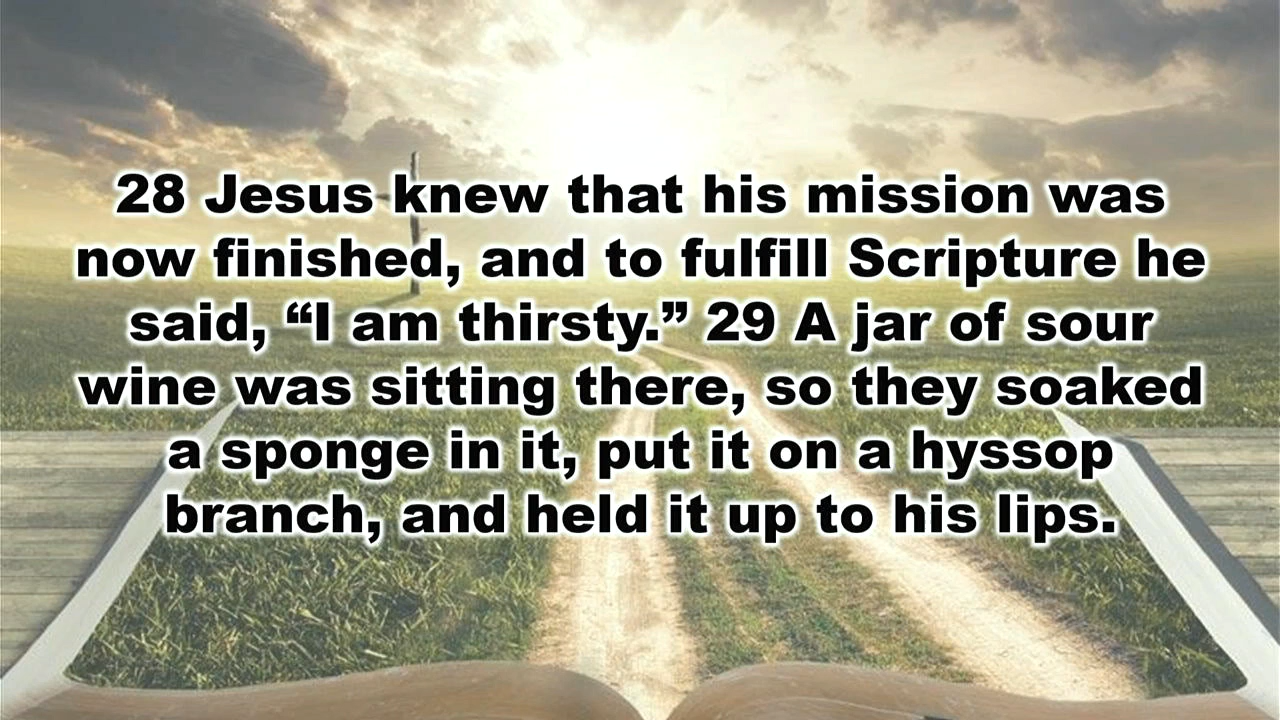 28 Jesus knew that his mission was
now finished, and to fulfill Scripture he
said, “I am thirsty.” 29 A jar of sour
wine was sitting there, so they soaked
a sponge in it, put it on a hyssop
branch, and held it up to his lips.